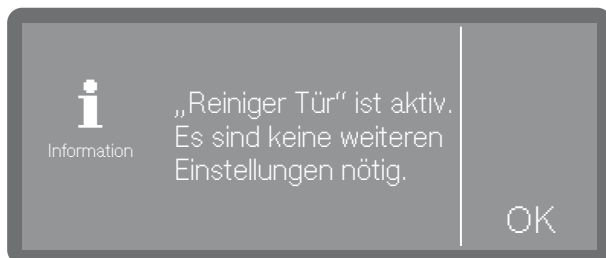 Information
„Reiniger Tür“ ist aktiv.
Es sind keine weiteren
Einstellungen nötig.
OK